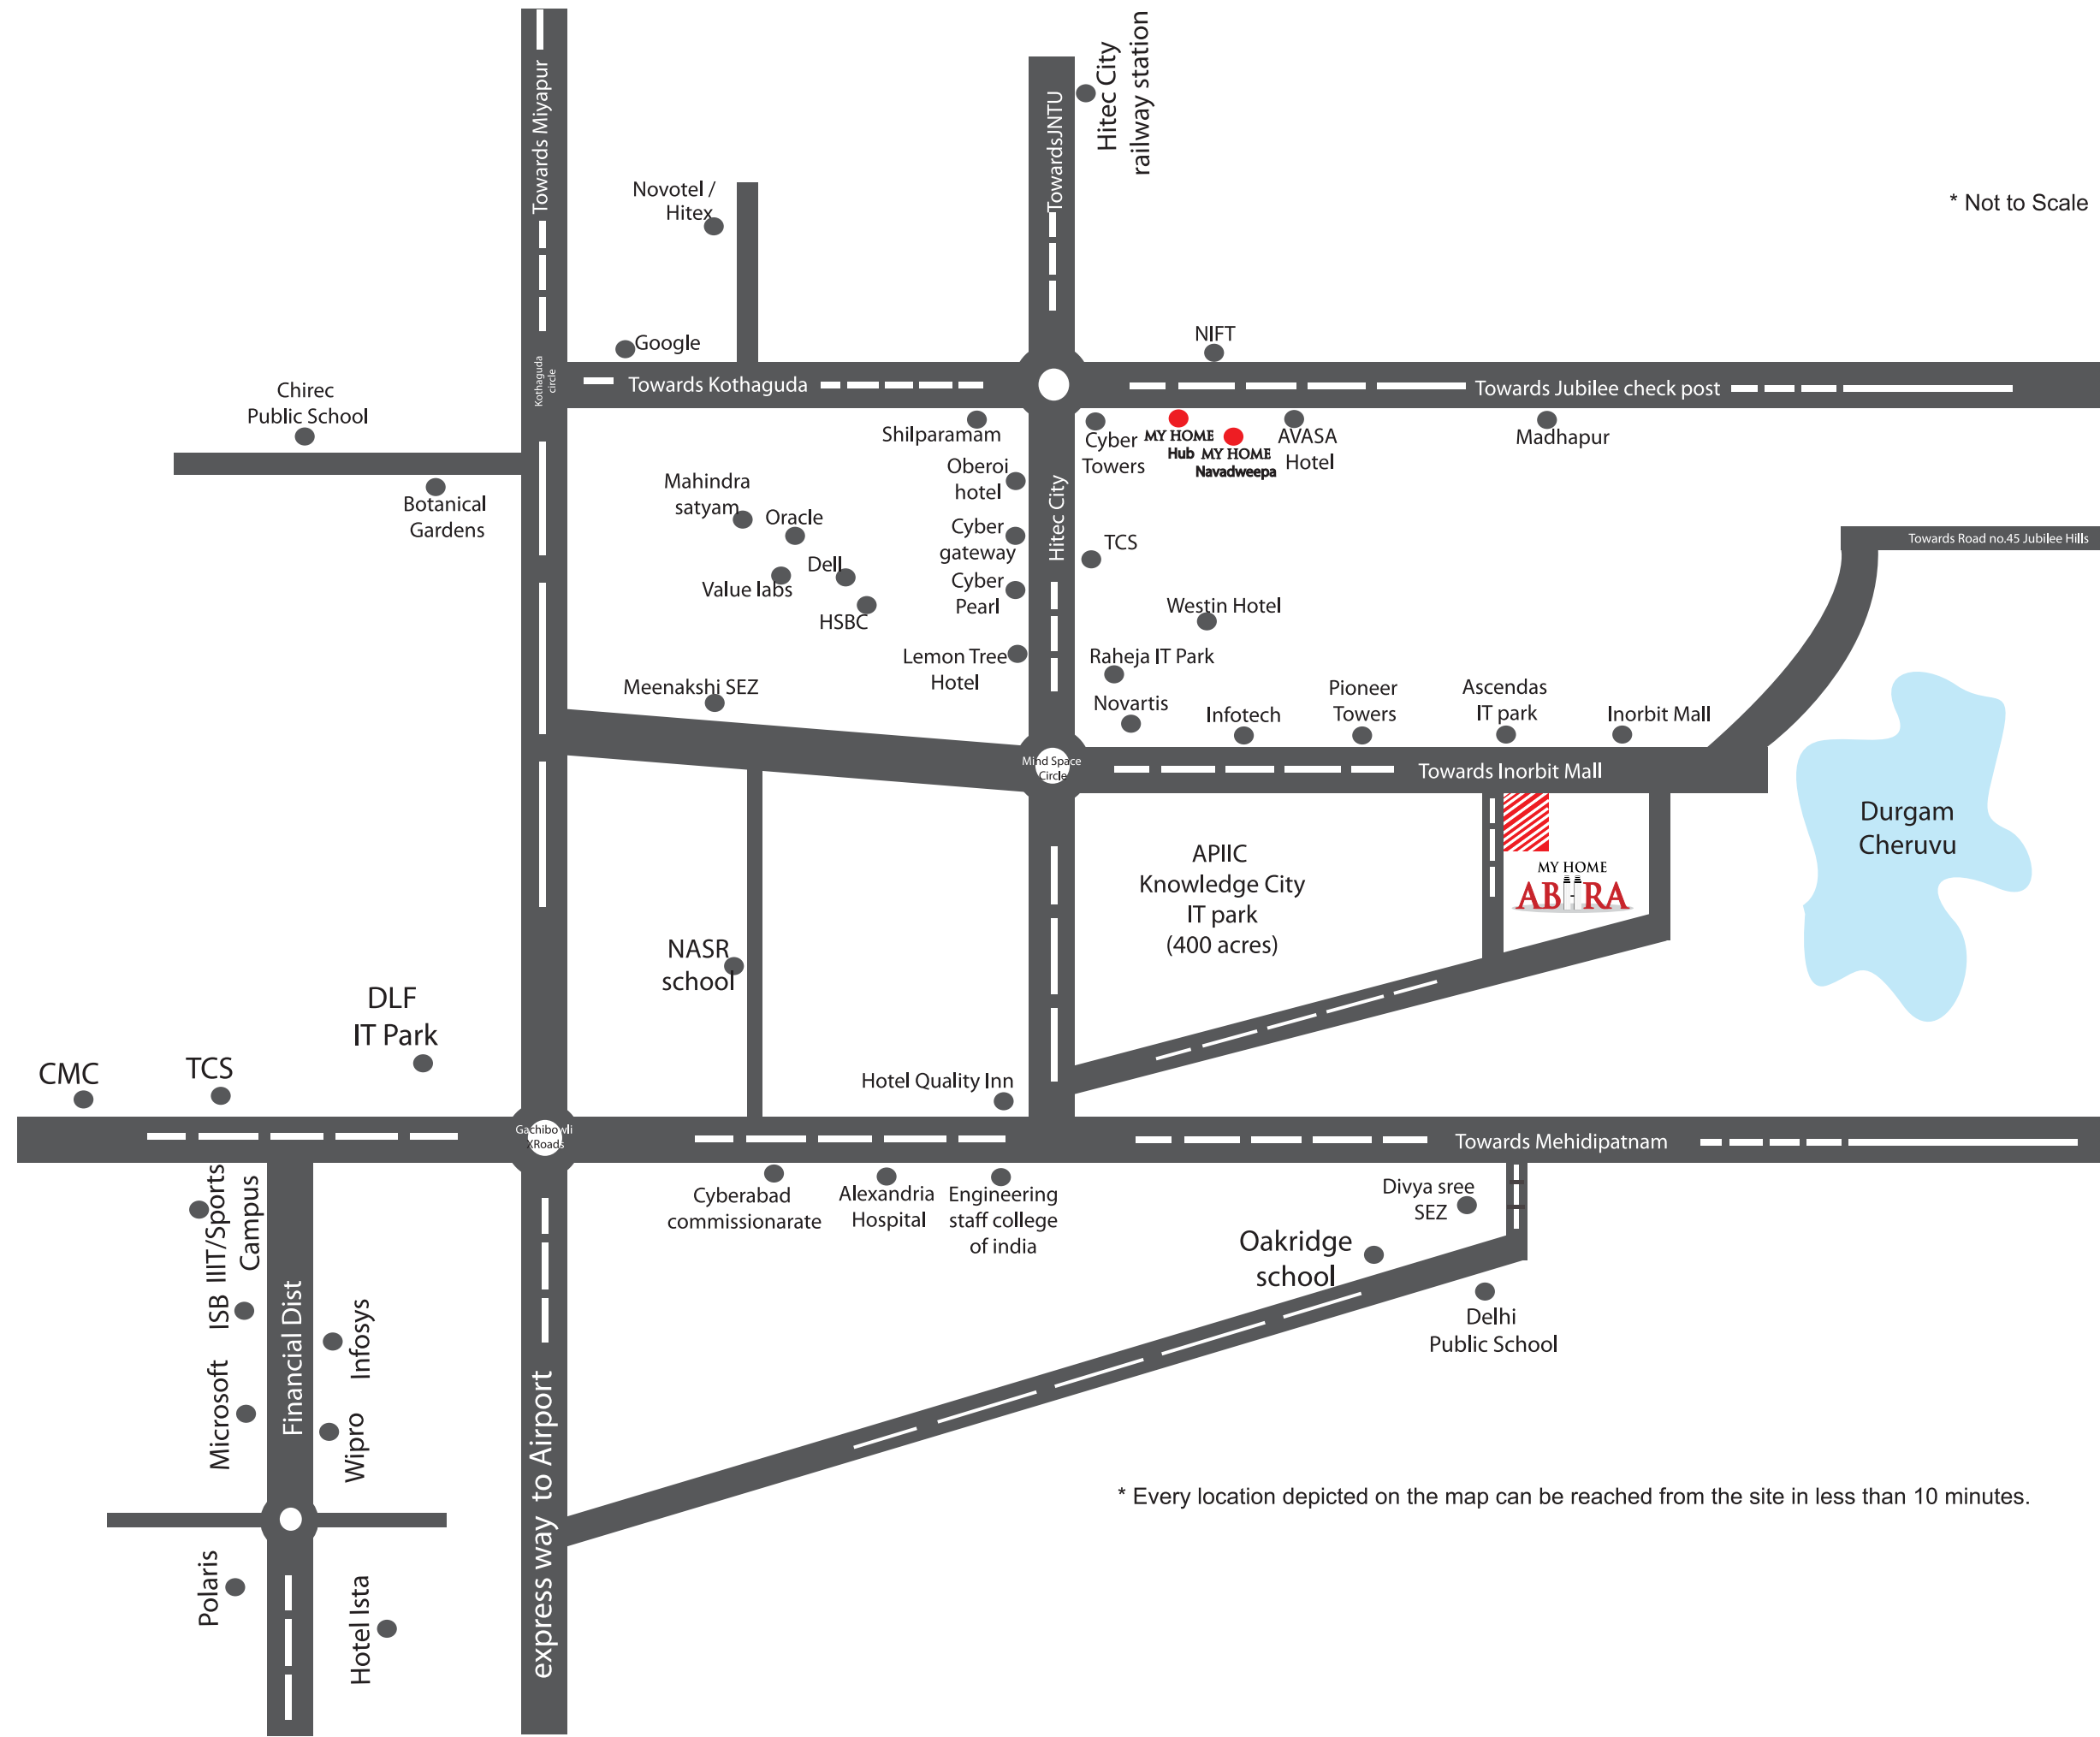 Towards Miyapur
TowardsJNTU
Hitec City
railway station
Novotel /
Hitex
* Not to Scale
Google
NIFT
Kothaguda
circle
Towards Kothaguda
Towards Jubilee check post
Chirec
Public School
Shilparamam
Cyber
Towers
MY HOME
Hub
MY HOME
Navadweepa
AVASA
Hotel
Madhapur
Botanical
Gardens
Mahindra
satyam
Oracle
Oberoi
hotel
Hitec City
Cyber
gateway
TCS
Towards Road no.45 Jubilee Hills
Value labs
Dell
HSBC
Cyber
Pearl
Westin Hotel
Lemon Tree
Hotel
Raheja IT Park
Meenakshi SEZ
Novartis
Infotech
Pioneer
Towers
Ascendas
IT park
Inorbit Mall
Mind Space
Circle
Towards Inorbit Mall
Durgam
Cheruvu
APIIC
Knowledge City
IT park
(400 acres)
MY HOME
ABHRA
NASR
school
DLF
IT Park
CMC
TCS
Hotel Quality Inn
Gachibowli
XRoads
Towards Mehidipatnam
IIIT/Sports
Campus
Cyberabad
commissionarate
Alexandria
Hospital
Engineering
staff college
of india
Divya sree
SEZ
Oakridge
school
Delhi
Public School
ISB
Financial Dist
Infosys
Microsoft
Wipro
express way to Airport
* Every location depicted on the map can be reached from the site in less than 10 minutes.
Polaris
Hotel Ista